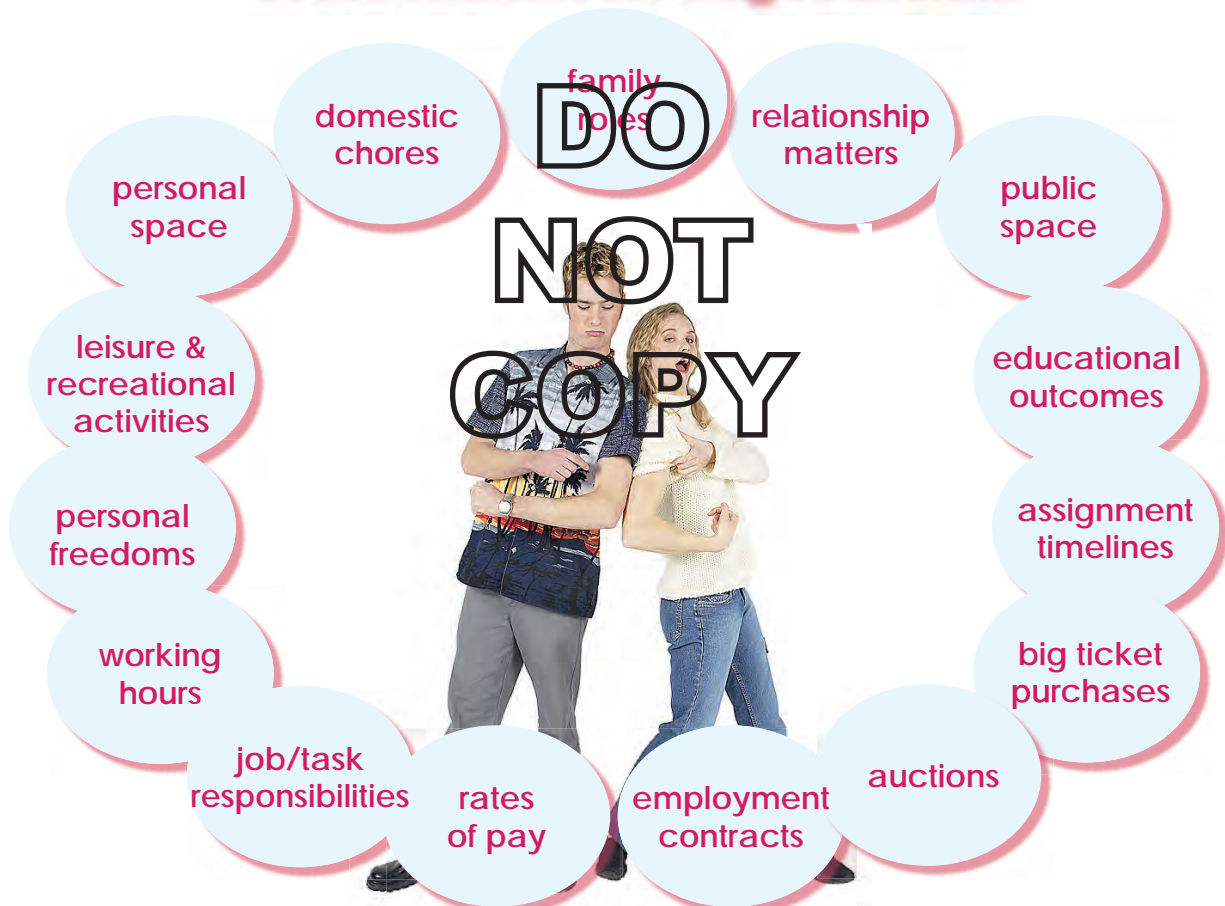 family
roles
domestic
chores
relationship
matters
personal
space
public
space
leisure &
recreational
activities
educational
outcomes
personal
freedoms
assignment
timelines
working
hours
big ticket
purchases
job/task
responsibilities
rates
of pay
employment
contracts
auctions
DO
NOT
COPY